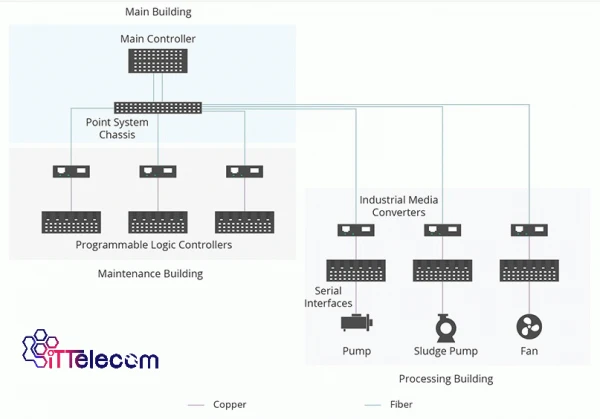 Main Building
Main Controller
Point System
Chassis
Industrial Media
Converters
Programmable Logic Controllers
Maintenance Building
Serial
Interfaces
Pump
Sludge Pump
Fan
iTTelecom
Processing Building
Copper
Fiber